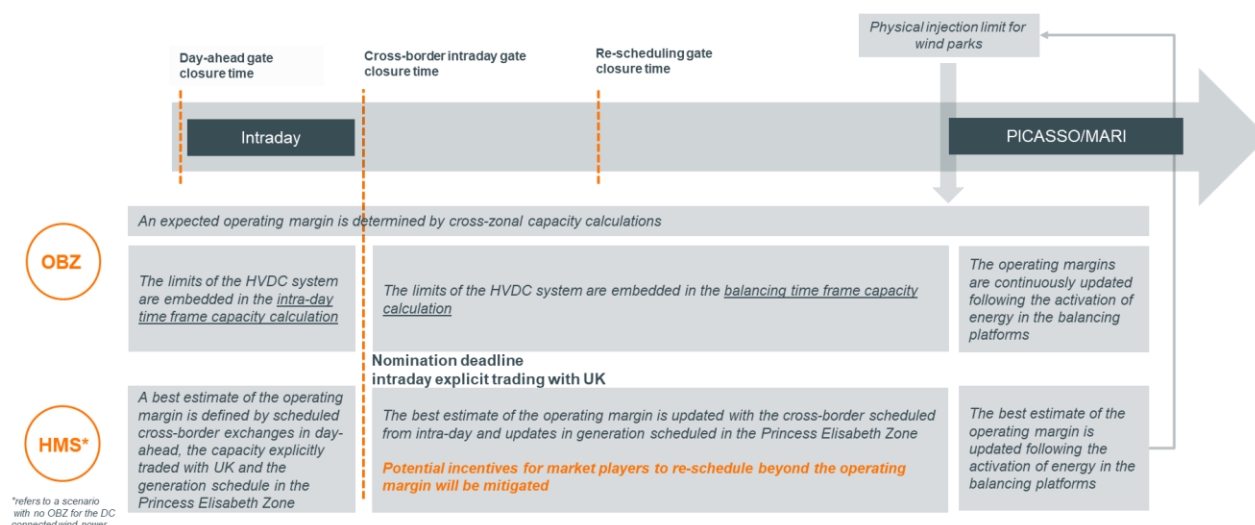 Physical injection limit for
wind parks
Day-ahead gate
closure time
Cross-border intraday gate
closure time
Re-scheduling gate
closure time
Intraday
PICASSO/MARI
An expected operating margin is determined by cross-zonal capacity calculations
OBZ
The limits of the HVDC system
are embedded in the intra-day
time frame capacity calculation
The limits of the HVDC system are embedded in the balancing time frame capacity
calculation
The operating margins
are continuously updated
following the activation of
energy in the balancing
platforms
Nomination deadline
intraday explicit trading with UK
HMS*
A best estimate of the operating
margin is defined by scheduled
cross-border exchanges in day-
ahead, the capacity explicitly
traded with UK and the
generation schedule in the
Princess Elisabeth Zone
The best estimate of the operating margin is updated with the cross-border scheduled
from intra-day and updates in generation scheduled in the Princess Elisabeth Zone
Potential incentives for market players to re-schedule beyond the operating
margin will be mitigated
The best estimate of the
operating margin is
updated following the
activation of energy in the
balancing platforms
*refers to a scenario
with no OBZ for the DC
connected wind power